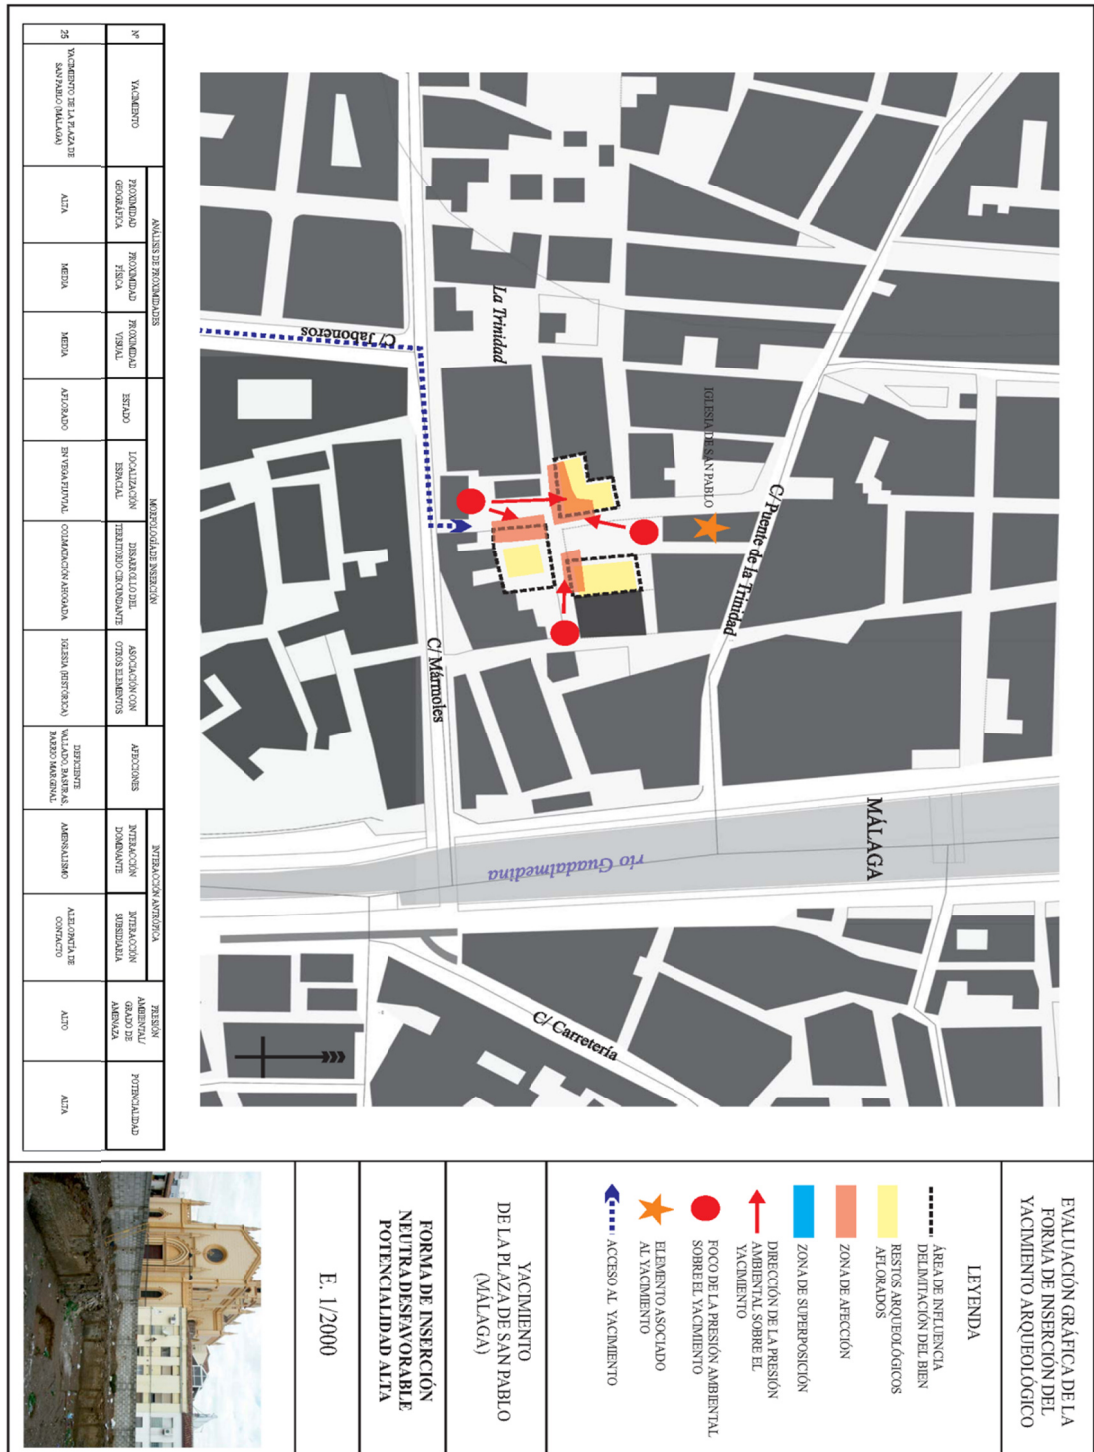 EVALUACIÓN GRÁFICA DE LA
FORMA DE INSERCIÓN DEL
YACIMIENTO ARQUEOLÓGICO
LEYENDA
ÁREA DE INFLUENCIA
DELIMITACIÓN DEL BIEN
RESTOS ARQUEOLÓGICOS
AFLORADOS
ZONA DE AFECCIÓN
ZONA DE SUPERPOSICIÓN
DIRECCIÓN DE LA PRESIÓN
AMBIENTAL SOBRE EL
YACIMIENTO
FOCO DE LA PRESIÓN AMBIENTAL
SOBRE EL YACIMIENTO
ELEMENTO ASOCIADO
AL YACIMIENTO
ACCESO AL YACIMIENTO
YACIMIENTO
DE LA PLAZA DE SAN PABLO
(MÁLAGA)
FORMA DE INSERCIÓN
NEUTRA DESFAVORABLE
POTENCIALIDAD ALTA
E. 1/2000
MÁLAGA
C/ Puente de la Trinidad
IGLESIA DE SAN PABLO
La Trinidad
C/ Jaboneros
C/ Mármoles
río Guadalmedina
C/ Carretería
Nº
YACIMIENTO
ANÁLISIS DE PROXIMIDADES
PROXIMIDAD
GEOGRÁFICA
PROXIMIDAD
FÍSICA
PROXIMIDAD
VISUAL
MORFOLOGÍA DE INSERCIÓN
ESTADO
LOCALIZACIÓN
ESPACIAL
DESARROLLO DEL
TERRITORIO CIRCUNDANTE
ASOCIACIÓN CON
OTROS ELEMENTOS
AFECCIONES
INTERACCIÓN ANTRÓPICA
INTERACCIÓN
DOMINANTE
INTERACCIÓN
SUBSIDIARIA
PRESIÓN
AMBIENTAL/
GRADO DE
AMENAZA
POTENCIALIDAD
25
YACIMIENTO DE LA PLAZA DE
SAN PABLO (MÁLAGA)
ALTA
MEDIA
MEDIA
AFLORADO
EN VEGA FLUVIAL
COLMATACIÓN AHOGADA
IGLESIA (HISTÓRICA)
DEFICIENTE
VALLADO, BASURAS,
BARRIO MARGINAL
AMENSALISMO
ALELOPATÍA DE
CONTACTO
ALTO
ALTA